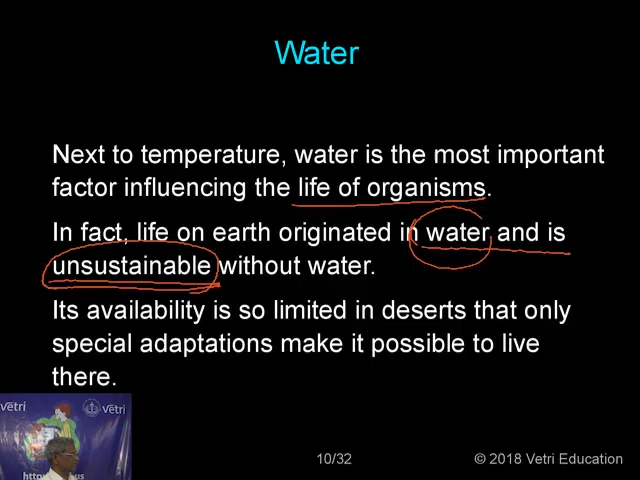 Water
Next to temperature, water is the most important
factor influencing the life of organisms.
In fact, life on earth originated in water and is
unsustainable without water.
Its availability is so limited in deserts that only
special adaptations make it possible to live
there.
vetri
Vetri
10/32
© 2018 Vetri Education